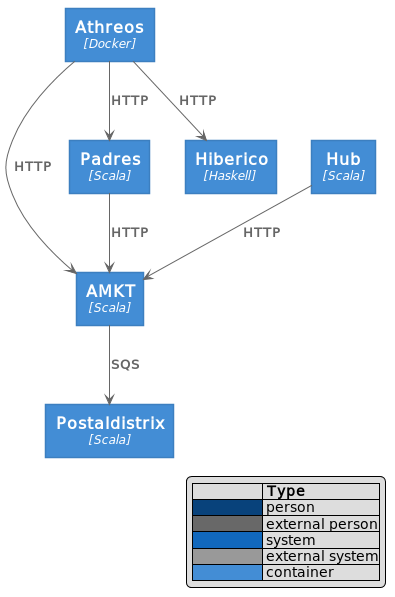 Athreos
[Docker]
HTTP
HTTP
HTTP
Padres
[Scala]
Hiberico
[Haskell]
Hub
[Scala]
HTTP
HTTP
AMKT
[Scala]
SQS
Postaldistrix
[Scala]
Type
person
external person
system
external system
container